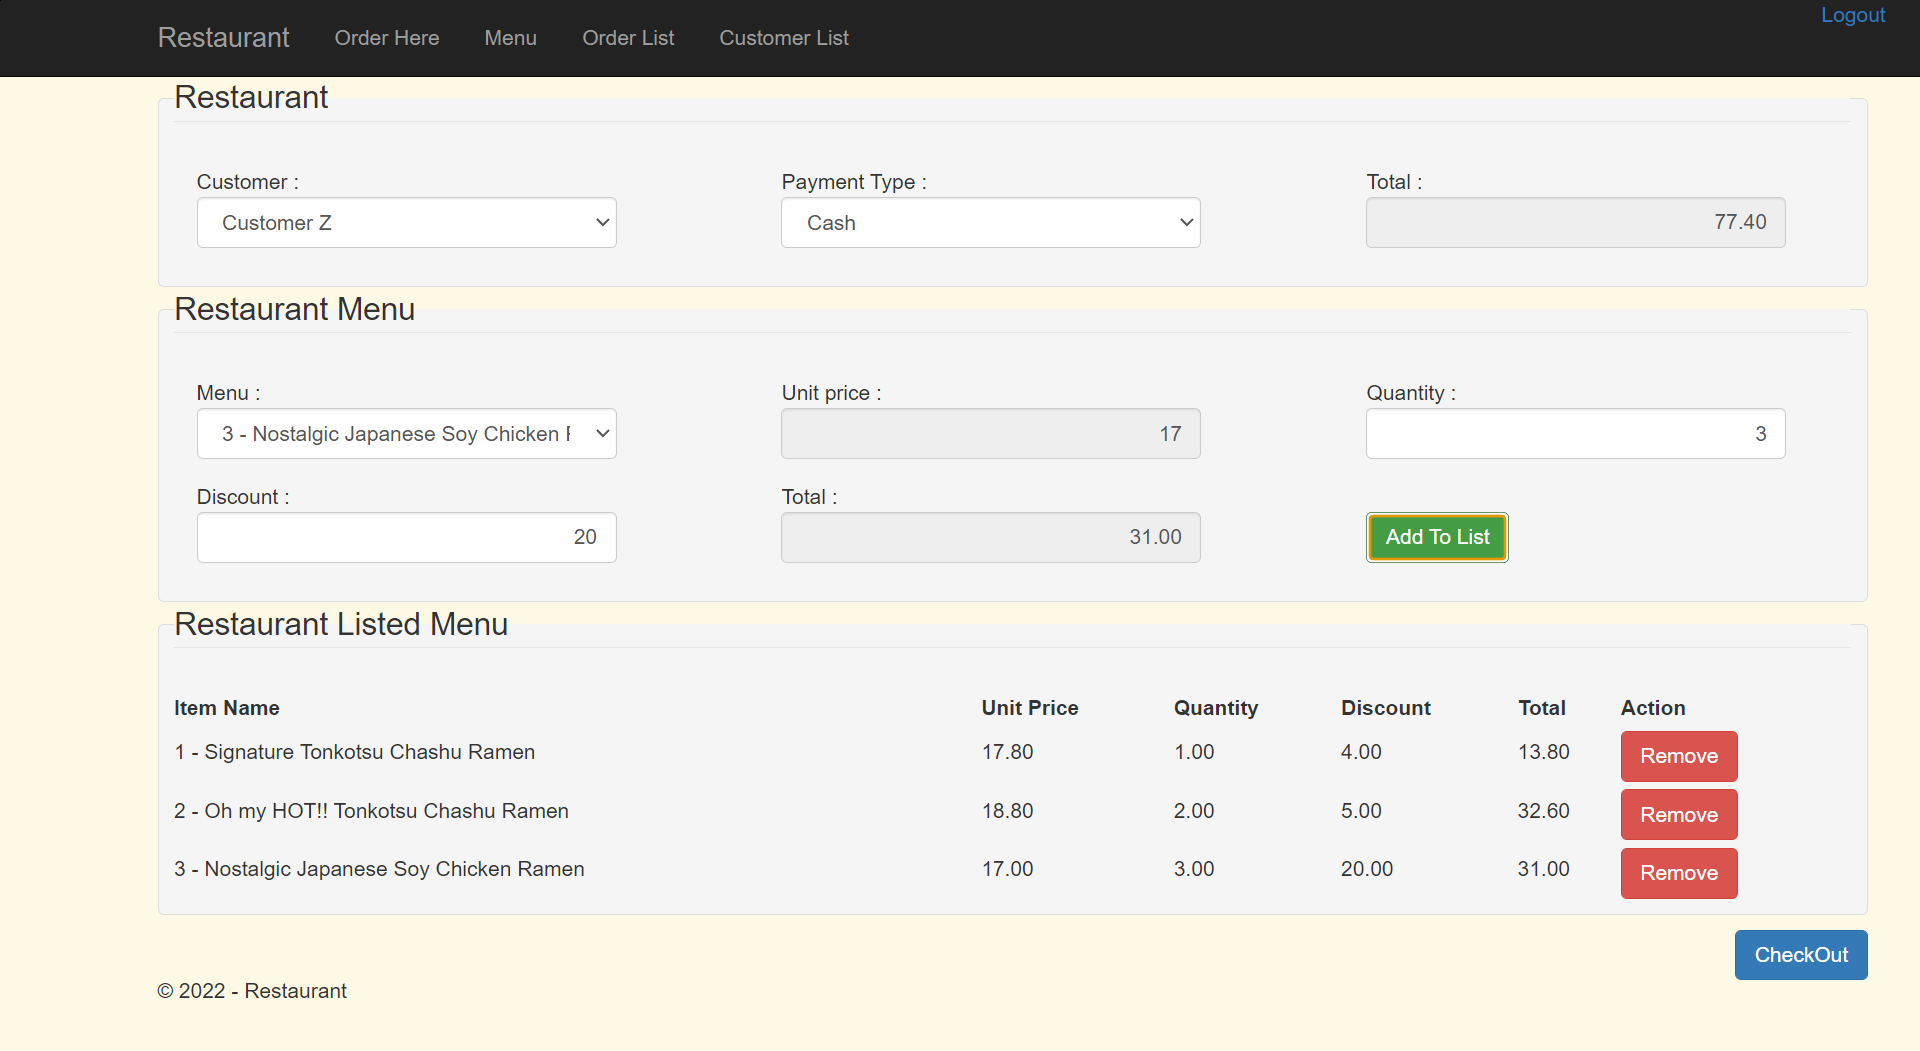 Logout
Restaurant Order Here Menu Order List Customer List
Restaurant
Customer : Payment Type : Total :
Customer Z Cash 77.40
Restaurant Menu
Menu : Unit price : Quantity :
3 - Nostalgic Japanese Soy Chicken 17 3
Discount : Total :
20 31.00 Add To List
Restaurant Listed Menu
Item Name Unit Price Quantity Discount Total Action
1 - Signature Tonkotsu Chashu Ramen 17.80 1.00 4.00 13.80 Remove
2 - Oh my HOT!! Tonkotsu Chashu Ramen 18.80 2.00 5.00 32.60 Remove
3 - Nostalgic Japanese Soy Chicken Ramen 17.00 3.00 20.00 31.00 Remove
CheckOut
© 2022 - Restaurant